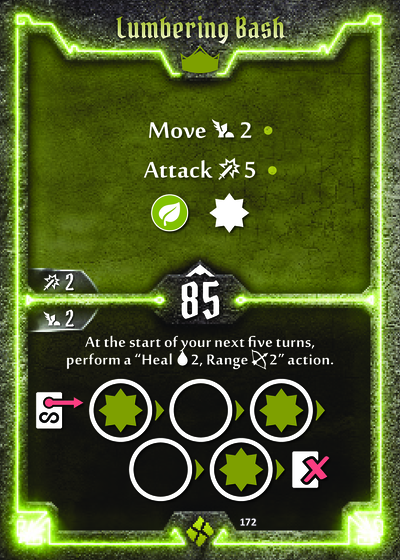 Lumbering Bash
Move 2
Attack 5
2
85
2
At the start of your next five turns,
perform a “Heal 2, Range 2” action.
S
172